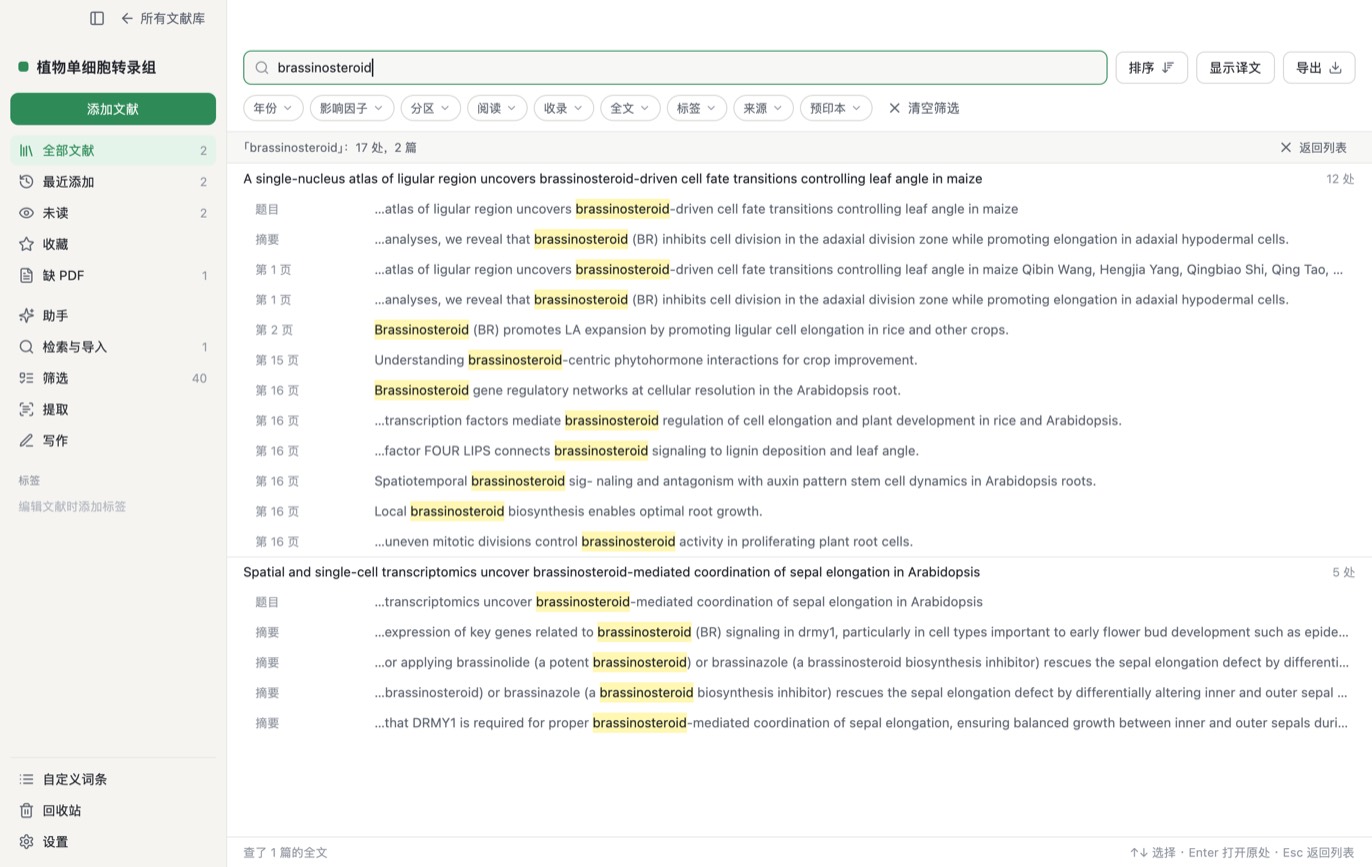 所有文献库
植物单细胞转录组
添加文献
全部文献 2
最近添加 2
未读 2
收藏
缺 PDF 1
助手
检索与导入 1
筛选 40
提取
写作
标签
编辑文献时添加标签
自定义词条
回收站
设置
brassinosteroid
排序 显示译文 导出
年份 影响因子 分区 阅读 收录 全文 标签 来源 预印本 清空筛选
「brassinosteroid」：17 处，2 篇 返回列表
A single-nucleus atlas of ligular region uncovers brassinosteroid-driven cell fate transitions controlling leaf angle in maize 12 处
题目 ...atlas of ligular region uncovers brassinosteroid-driven cell fate transitions controlling leaf angle in maize
摘要 ...analyses, we reveal that brassinosteroid (BR) inhibits cell division in the adaxial division zone while promoting elongation in adaxial hypodermal cells.
第 1 页 ...atlas of ligular region uncovers brassinosteroid-driven cell fate transitions controlling leaf angle in maize Qibin Wang, Hengjia Yang, Qingbiao Shi, Qing Tao, ...
第 1 页 ...analyses, we reveal that brassinosteroid (BR) inhibits cell division in the adaxial division zone while promoting elongation in adaxial hypodermal cells.
第 2 页 Brassinosteroid (BR) promotes LA expansion by promoting ligular cell elongation in rice and other crops.
第 15 页 Understanding brassinosteroid-centric phytohormone interactions for crop improvement.
第 16 页 Brassinosteroid gene regulatory networks at cellular resolution in the Arabidopsis root.
第 16 页 ...transcription factors mediate brassinosteroid regulation of cell elongation and plant development in rice and Arabidopsis.
第 16 页 ...factor FOUR LIPS connects brassinosteroid signaling to lignin deposition and leaf angle.
第 16 页 Spatiotemporal brassinosteroid sig- naling and antagonism with auxin pattern stem cell dynamics in Arabidopsis roots.
第 16 页 Local brassinosteroid biosynthesis enables optimal root growth.
第 16 页 ...uneven mitotic divisions control brassinosteroid activity in proliferating plant root cells.
Spatial and single-cell transcriptomics uncover brassinosteroid-mediated coordination of sepal elongation in Arabidopsis 5 处
题目 ...transcriptomics uncover brassinosteroid-mediated coordination of sepal elongation in Arabidopsis
摘要 ...expression of key genes related to brassinosteroid (BR) signaling in drmy1, particularly in cell types important to early flower bud development such as epide...
摘要 ...or applying brassinolide (a potent brassinosteroid) or brassinazole (a brassinosteroid biosynthesis inhibitor) rescues the sepal elongation defect by differenti...
摘要 ...brassinosteroid) or brassinazole (a brassinosteroid biosynthesis inhibitor) rescues the sepal elongation defect by differentially altering inner and outer sepal ...
摘要 ...that DRMY1 is required for proper brassinosteroid-mediated coordination of sepal elongation, ensuring balanced growth between inner and outer sepals duri...
查了 1 篇的全文 ↑↓ 选择 · Enter 打开原处 · Esc 返回列表